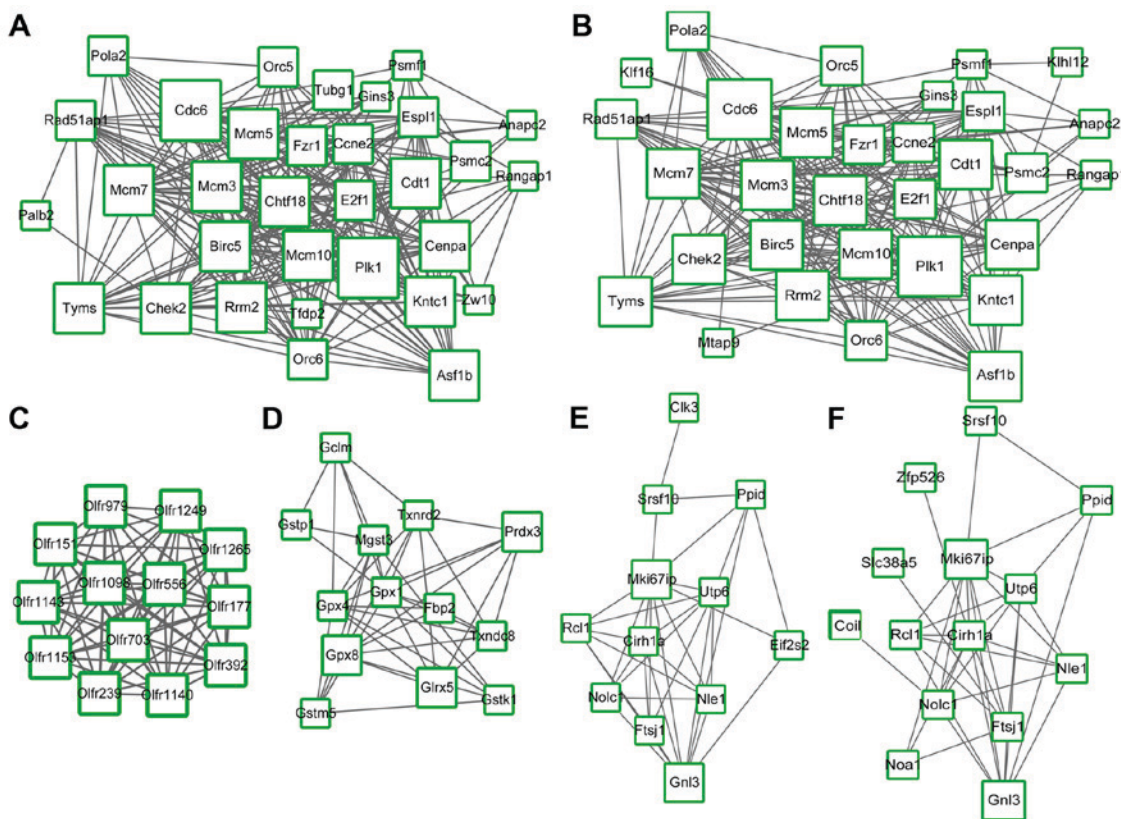 A
Pola2
Orc5
Psmf1
Tubg1
Cdc6
Gins3
Rad51ap1
Espl1
Anapc2
Mcm5
Fzr1
Ccne2
Psmc2
Mcm7
Mcm3
Cdt1
Rangap1
Chtf18
E2f1
Palb2
Birc5
Mcm10
Cenpa
Plk1
Tyms
Chek2
Rrm2
Tfdp2
Kntc1
Zw10
Orc6
Asf1b
B
Pola2
Klf16
Orc5
Psmf1
Klhl12
Cdc6
Gins3
Rad51ap1
Espl1
Anapc2
Mcm5
Fzr1
Ccne2
Mcm7
Mcm3
Cdt1
Psmc2
Rangap1
Chtf18
E2f1
Chek2
Birc5
Mcm10
Plk1
Cenpa
Tyms
Rrm2
Kntc1
Mtap9
Orc6
Asf1b
C
Olfr979
Olfr1249
Olfr151
Olfr1265
Olfr1098
Olfr556
Olfr1143
Olfr177
Olfr703
Olfr1153
Olfr392
Olfr239
Olfr1140
D
Gclm
Gstp1
Txnrd2
Prdx3
Mgst3
Gpx4
Gpx1
Fbp2
Txndc8
Gpx8
Glrx5
Gstk1
Gstm5
E
Clk3
Srsf10
Ppid
Mki67ip
Utp6
Rcl1
Cirh1a
Eif2s2
Nolc1
Nle1
Ftsj1
Gnl3
F
Srsf10
Zfp526
Ppid
Mki67ip
Slc38a5
Utp6
Coil
Rcl1
Cirh1a
Nle1
Nolc1
Ftsj1
Noa1
Gnl3